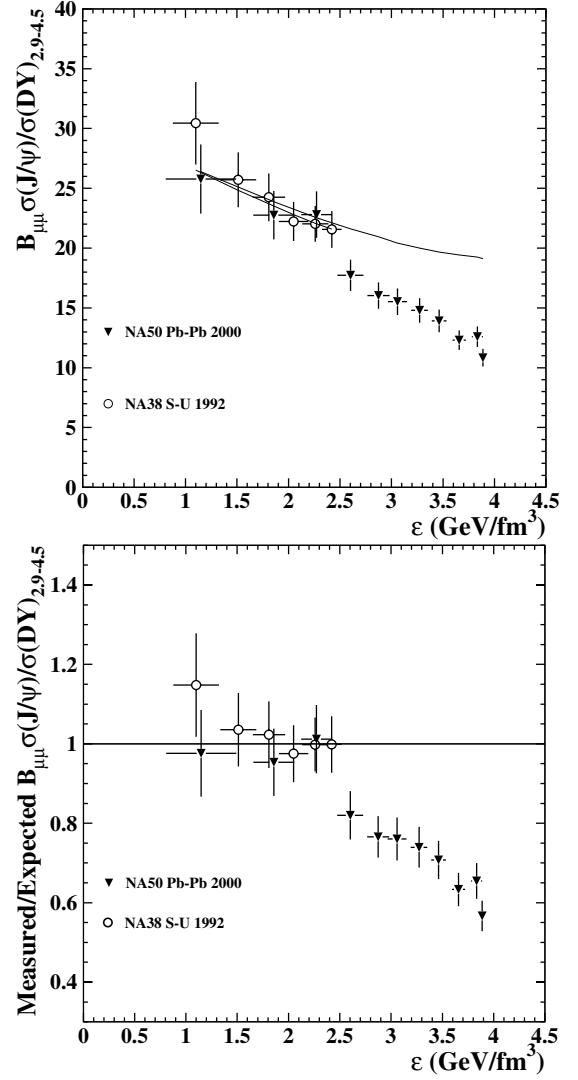 B_μμσ(J/ψ)/σ(DY)_2.9-4.5
40
35
30
25
20
15
10
5
0
NA50 Pb-Pb 2000
NA38 S-U 1992
0 0.5 1 1.5 2 2.5 3 3.5 4 4.5
ε (GeV/fm³)
Measured/Expected B_μμσ(J/ψ)/σ(DY)_2.9-4.5
1.4
1.2
1
0.8
0.6
0.4
NA50 Pb-Pb 2000
NA38 S-U 1992
0 0.5 1 1.5 2 2.5 3 3.5 4 4.5
ε (GeV/fm³)